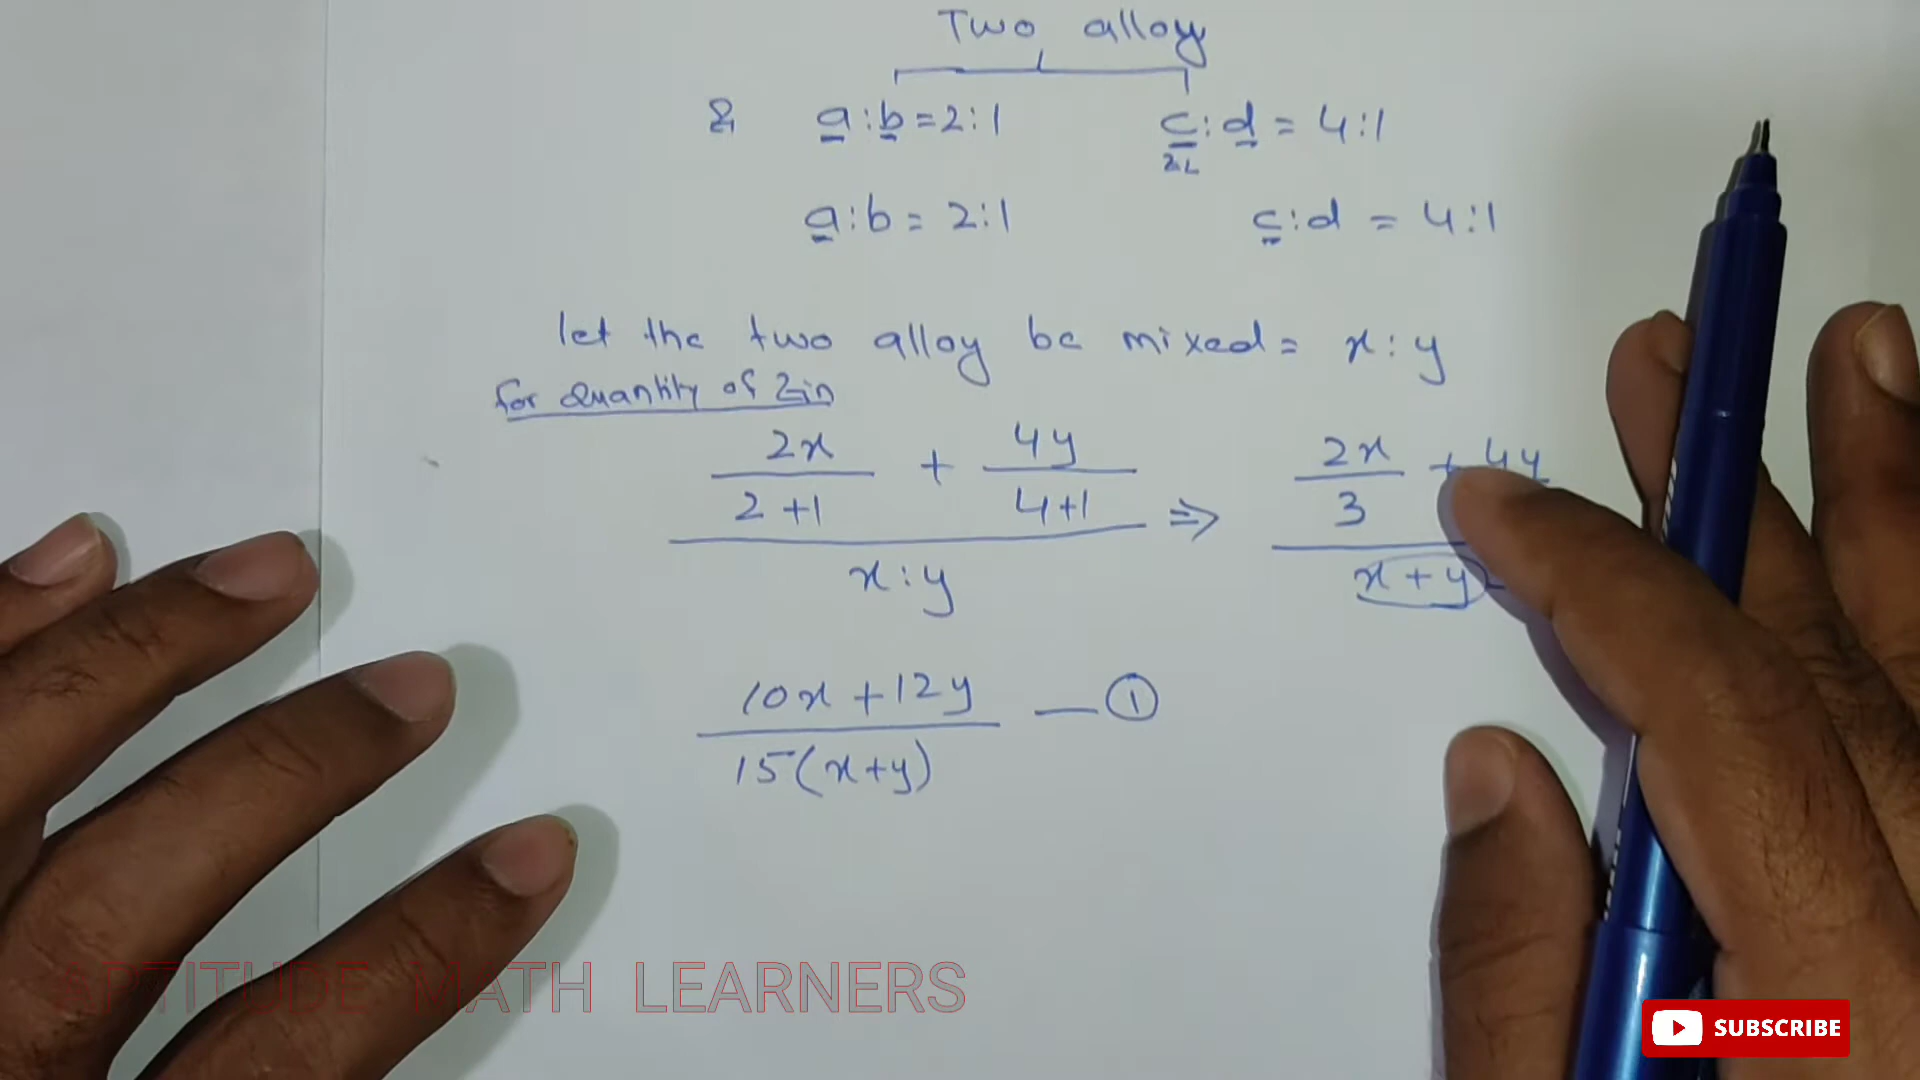 Two alloy
& a:b=2:1 c:d = 4:1
2L
a:b = 2:1 c:d = 4:1
let the two alloy be mixed = x:y
for Quantity of Zin
2x/2+1 + 4y/4+1 ⇒ 2x/3 + 4y
x:y x+y
10x+12y —①
15(x+y)
APTITUDE MATH LEARNERS
SUBSCRIBE